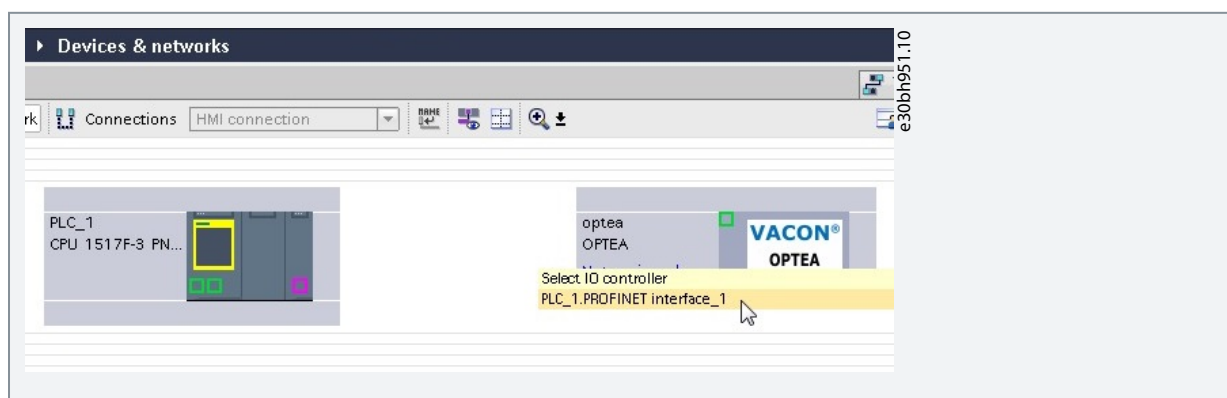 Devices & networks
rk Connections HMI connection
NAME
PLC_1
CPU 1517F-3 PN...
optea
OPTEA
VACON®
OPTEA
Select IO controller
PLC_1.PROFINET interface_1
e30bh951.10